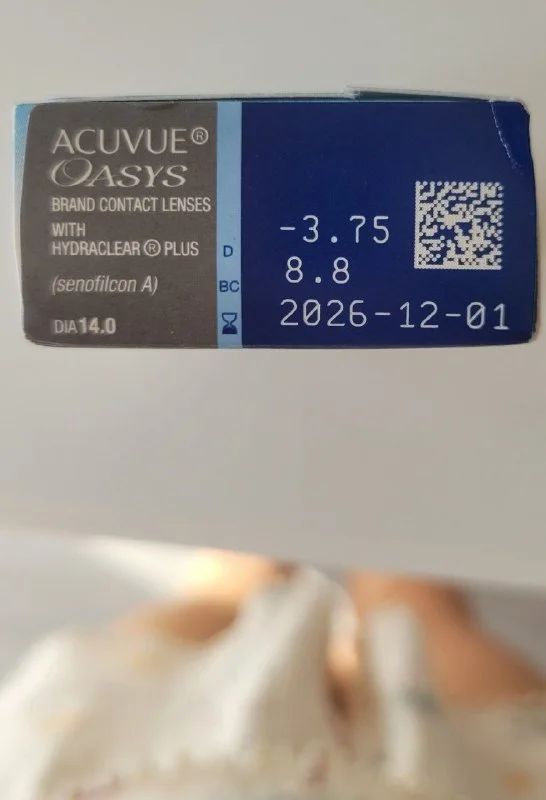 ACUVUE®
OASYS
BRAND CONTACT LENSES
WITH
HYDRACLEAR® PLUS
(senofilcon A)
DIA 14.0
D -3.75
BC 8.8
2026-12-01